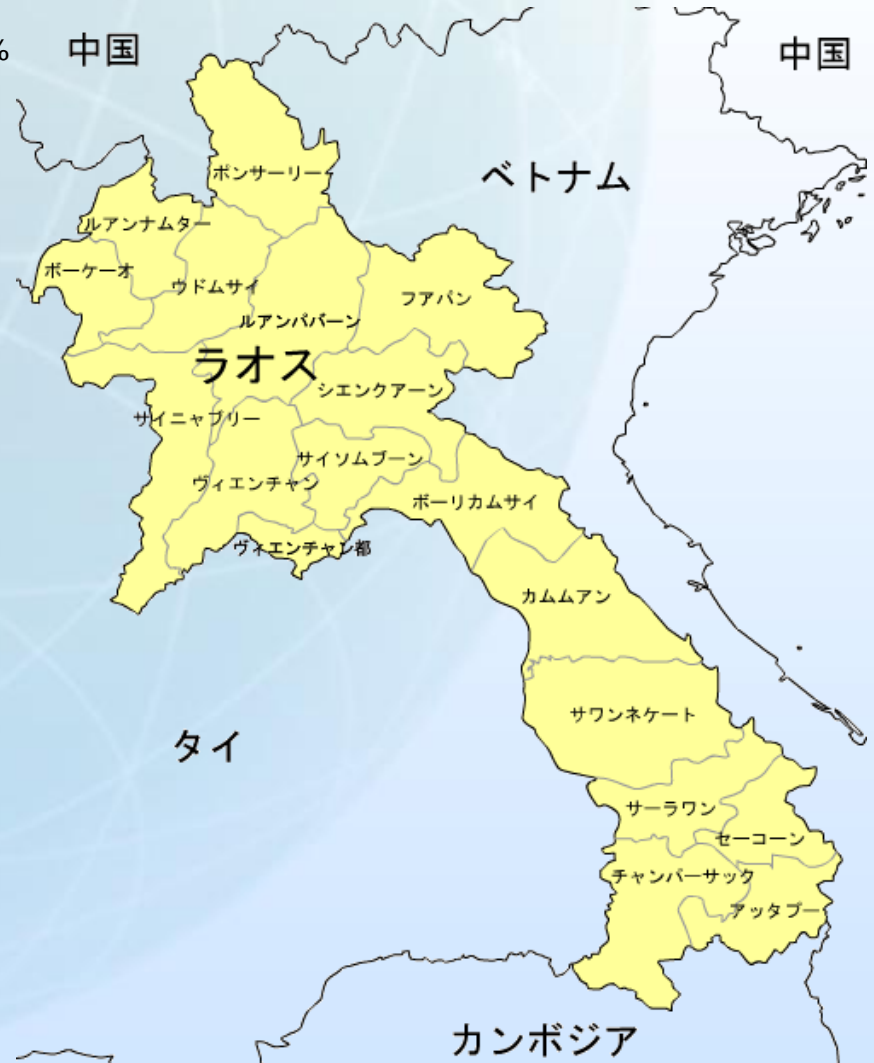 %
中国
中国
ポンサーリー
ベトナム
ルアンナムター
ボーケーオ
ウドムサイ
フアパン
ルアンパバーン
ラオス
シエンクアーン
サイニャブリー
サイソムブーン
ヴィエンチャン
ボーリカムサイ
ヴィエンチャン都
カムムアン
サワンネケート
タイ
サーラワン
セーコーン
チャンパーサック
アッタプー
カンボジア